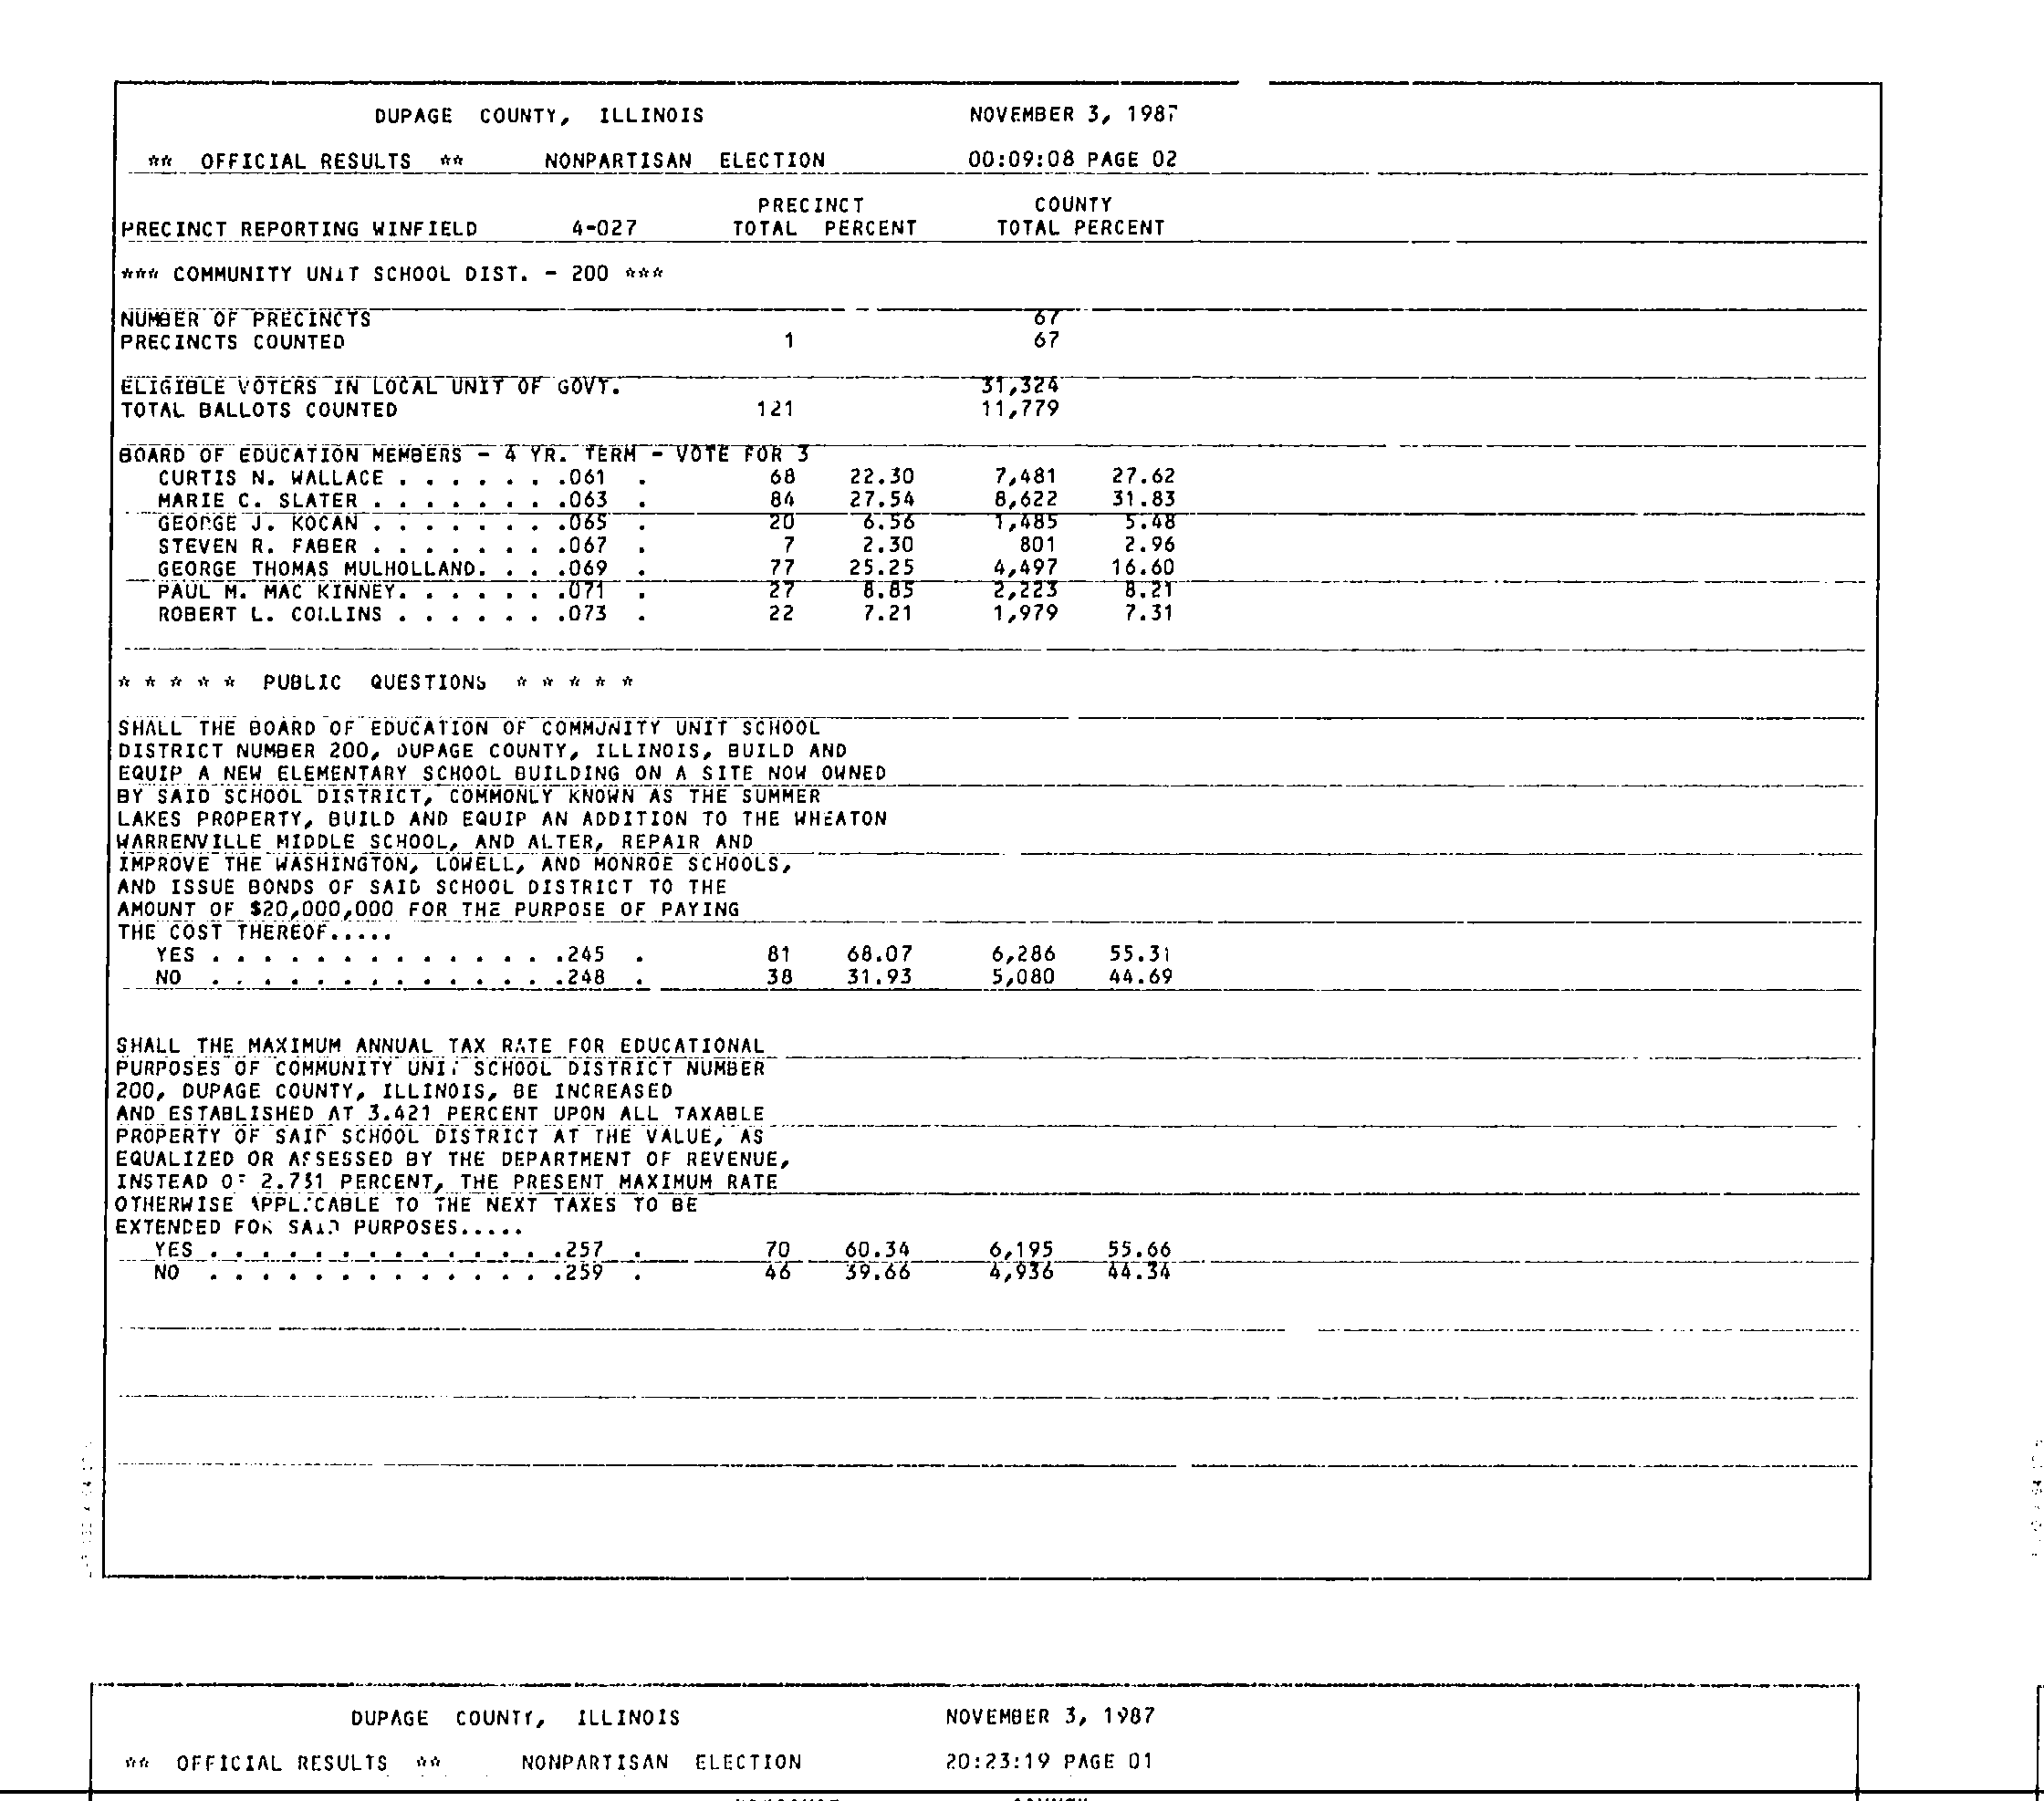 DUPAGE COUNTY, ILLINOIS NOVEMBER 3, 1987
** OFFICIAL RESULTS ** NONPARTISAN ELECTION 00:09:08 PAGE 02
PRECINCT COUNTY
PRECINCT REPORTING WINFIELD 4-027 TOTAL PERCENT TOTAL PERCENT
*** COMMUNITY UNIT SCHOOL DIST. - 200 ***
NUMBER OF PRECINCTS 67
PRECINCTS COUNTED 1 67
ELIGIBLE VOTERS IN LOCAL UNIT OF GOVT. 31,324
TOTAL BALLOTS COUNTED 121 11,779
BOARD OF EDUCATION MEMBERS - 4 YR. TERM - VOTE FOR 3
CURTIS N. WALLACE . . . . . . .061 . 68 22.30 7,481 27.62
MARIE C. SLATER . . . . . . . .063 . 84 27.54 8,622 31.83
GEORGE J. KOCAN . . . . . . . .065 . 20 6.56 1,485 5.48
STEVEN R. FABER . . . . . . . .067 . 7 2.30 801 2.96
GEORGE THOMAS MULHOLLAND. . . .069 . 77 25.25 4,497 16.60
PAUL M. MAC KINNEY. . . . . . .071 . 27 8.85 2,223 8.21
ROBERT L. COLLINS . . . . . . .073 . 22 7.21 1,979 7.31
* * * * * PUBLIC QUESTIONS * * * * *
SHALL THE BOARD OF EDUCATION OF COMMUNITY UNIT SCHOOL
DISTRICT NUMBER 200, DUPAGE COUNTY, ILLINOIS, BUILD AND
EQUIP A NEW ELEMENTARY SCHOOL BUILDING ON A SITE NOW OWNED
BY SAID SCHOOL DISTRICT, COMMONLY KNOWN AS THE SUMMER
LAKES PROPERTY, BUILD AND EQUIP AN ADDITION TO THE WHEATON
WARRENVILLE MIDDLE SCHOOL, AND ALTER, REPAIR AND
IMPROVE THE WASHINGTON, LOWELL, AND MONROE SCHOOLS,
AND ISSUE BONDS OF SAID SCHOOL DISTRICT TO THE
AMOUNT OF $20,000,000 FOR THE PURPOSE OF PAYING
THE COST THEREOF.....
YES . . . . . . . . . . . . . .245 . 81 68.07 6,286 55.31
NO . . . . . . . . . . . . . .248 . 38 31.93 5,080 44.69
SHALL THE MAXIMUM ANNUAL TAX RATE FOR EDUCATIONAL
PURPOSES OF COMMUNITY UNIT SCHOOL DISTRICT NUMBER
200, DUPAGE COUNTY, ILLINOIS, BE INCREASED
AND ESTABLISHED AT 3.421 PERCENT UPON ALL TAXABLE
PROPERTY OF SAID SCHOOL DISTRICT AT THE VALUE, AS
EQUALIZED OR ASSESSED BY THE DEPARTMENT OF REVENUE,
INSTEAD OF PERCENT, THE PRESENT MAXIMUM RATE
OTHERWISE APPLICABLE TO THE NEXT TAXES TO BE
EXTENDED FOR SAID PURPOSES.....
YES . . . . . . . . . . . . . .257 . 70 60.34 6,195 55.66
NO . . . . . . . . . . . . . .259 . 46 39.66 4,936 44.34
DUPAGE COUNTY, ILLINOIS NOVEMBER 3, 1987
** OFFICIAL RESULTS ** NONPARTISAN ELECTION 20:23:19 PAGE 01